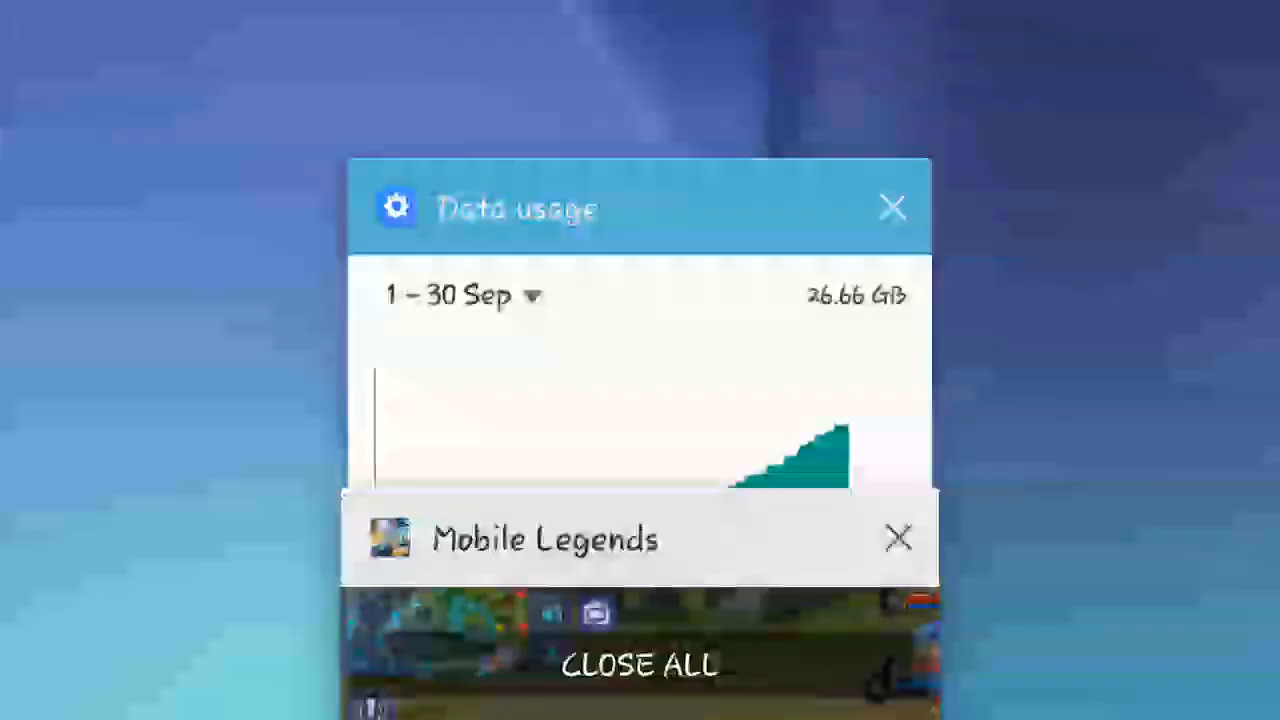 Data usage
1 – 30 Sep
26.66 GB
Mobile Legends
CLOSE ALL